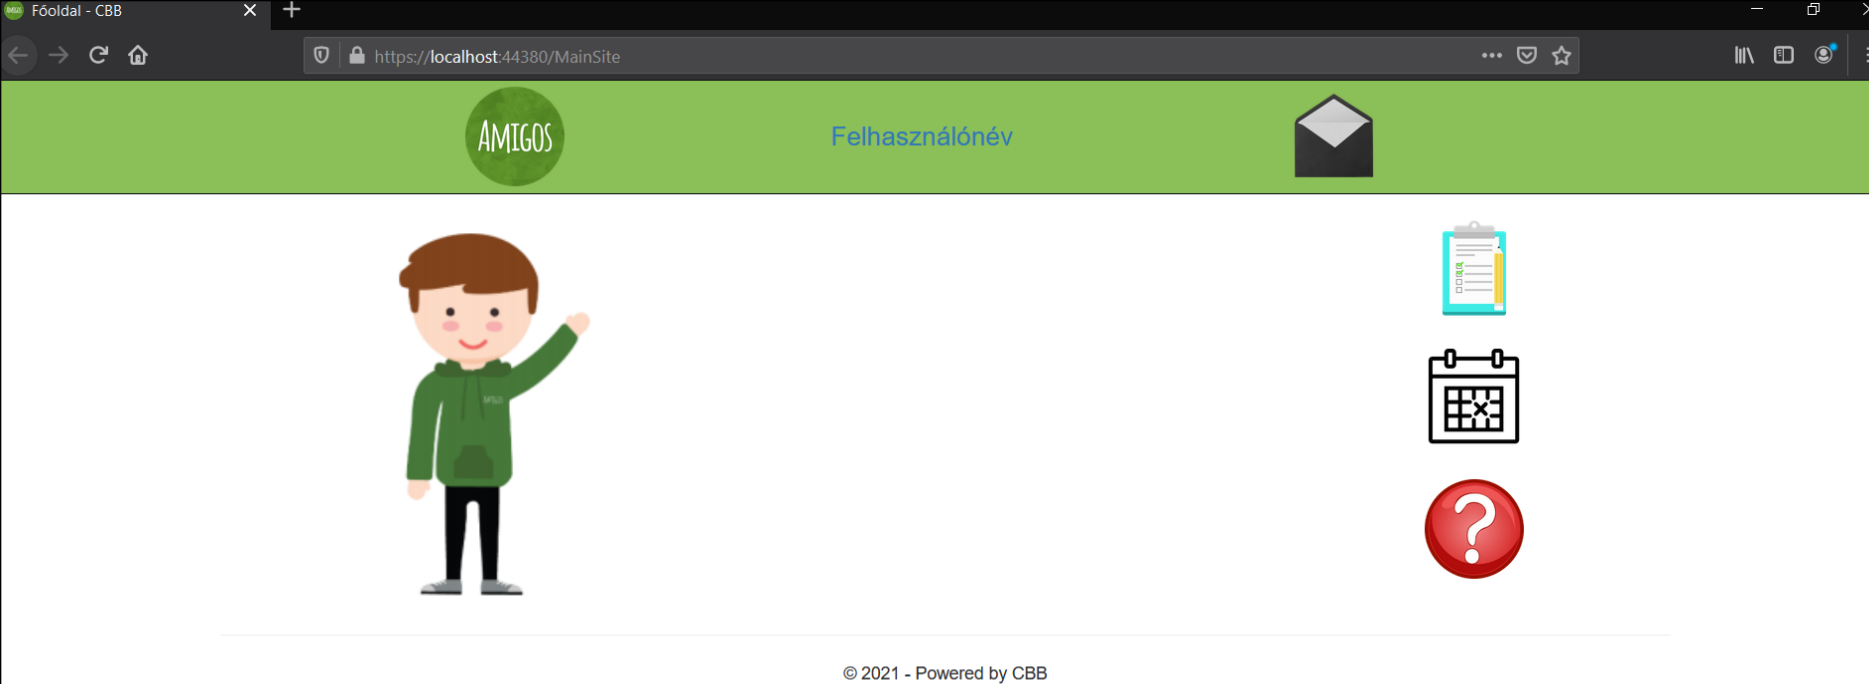 Főoldal - CBB
https://localhost:44380/MainSite
AMIGOS
Felhasználónév
© 2021 - Powered by CBB